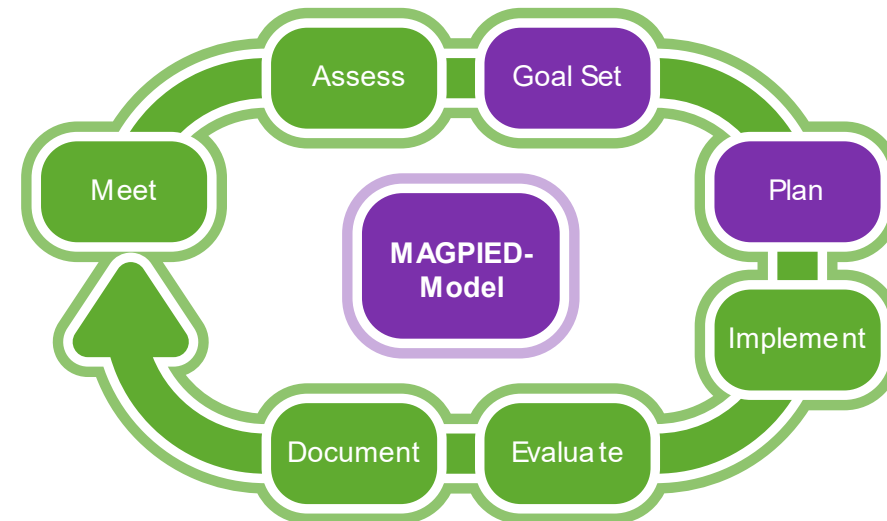 Assess
Goal Set
Meet
Plan
MAGPIED-
Model
Implement
Document
Evaluate